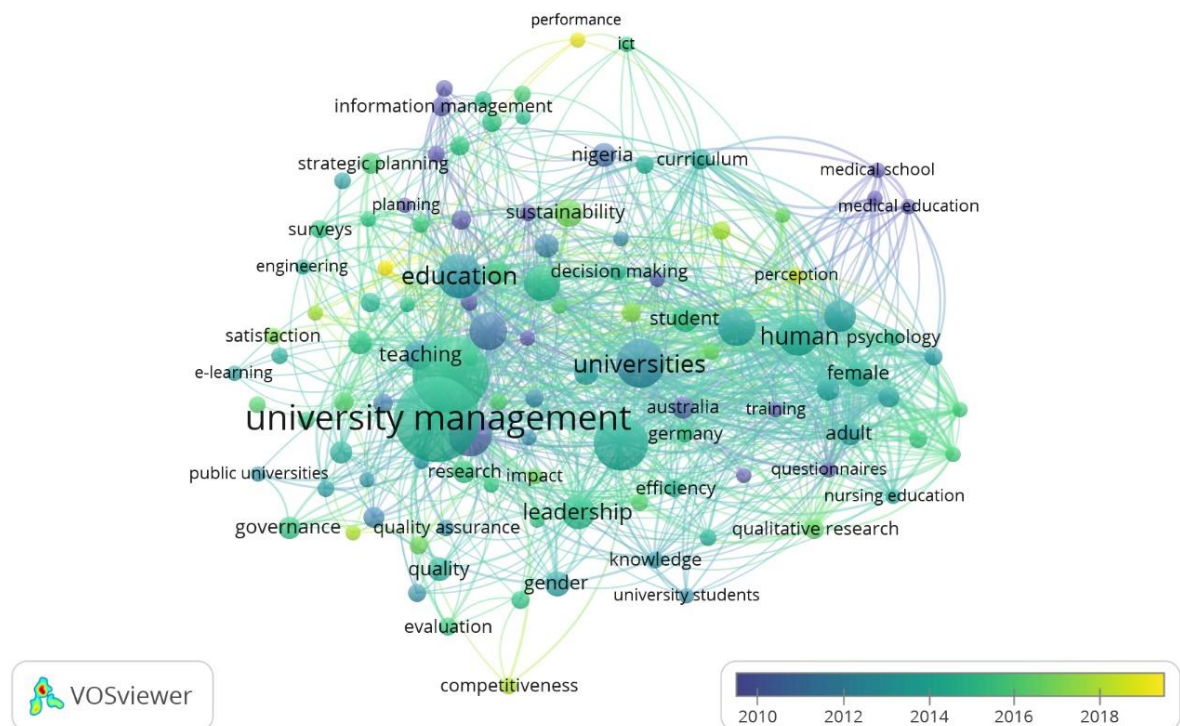 performance
ict
information management
nigeria
curriculum
strategic planning
medical school
planning
medical education
sustainability
surveys
engineering
education
decision making
perception
satisfaction
student
human
psychology
teaching
universities
e-learning
female
university management
australia
training
germany
adult
public universities
research
impact
questionnaires
efficiency
nursing education
governance
quality assurance
leadership
qualitative research
quality
gender
knowledge
university students
evaluation
competitiveness
VOSviewer
2010 2012 2014 2016 2018